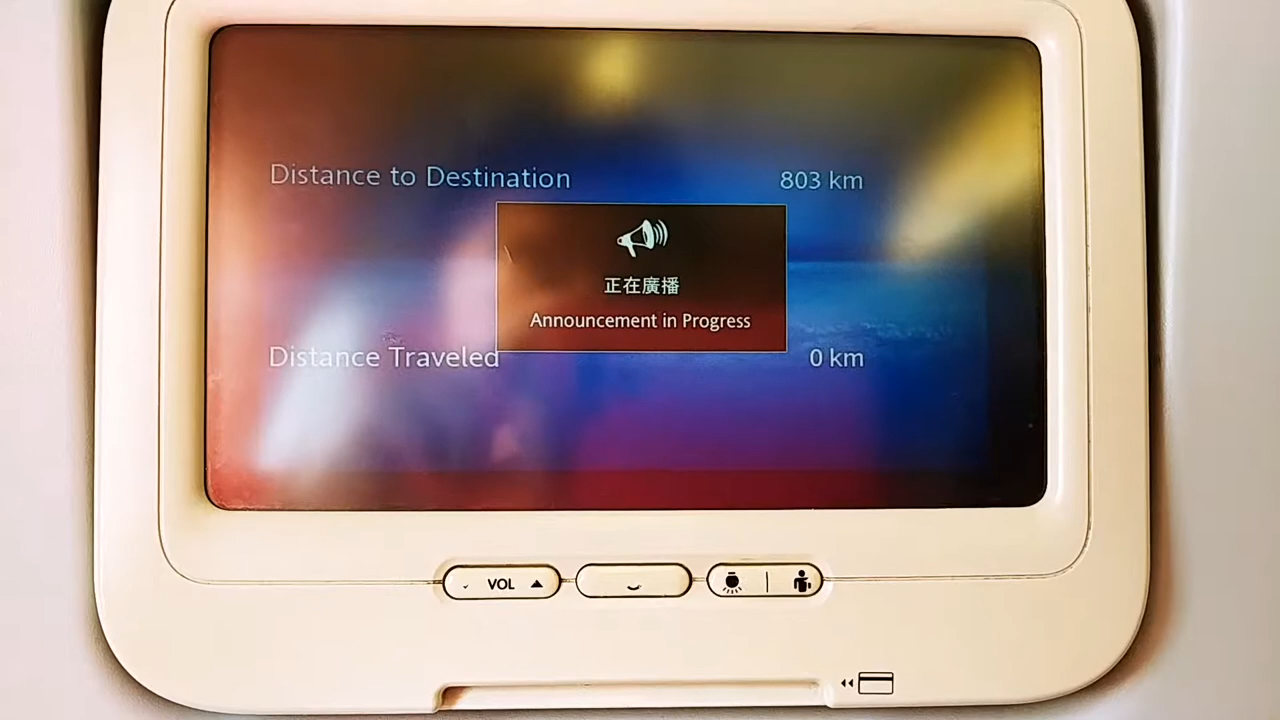 Distance to Destination 803 km
正在廣播
Announcement in Progress
Distance Traveled 0 km
VOL